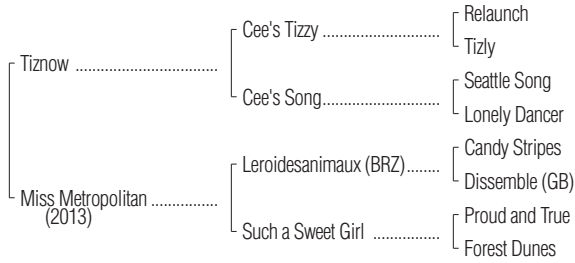 Relaunch
Cee's Tizzy
Tizly
Tiznow
Seattle Song
Cee's Song
Lonely Dancer
Candy Stripes
Leroidesanimaux (BRZ)
Dissemble (GB)
Miss Metropolitan
(2013)
Proud and True
Such a Sweet Girl
Forest Dunes